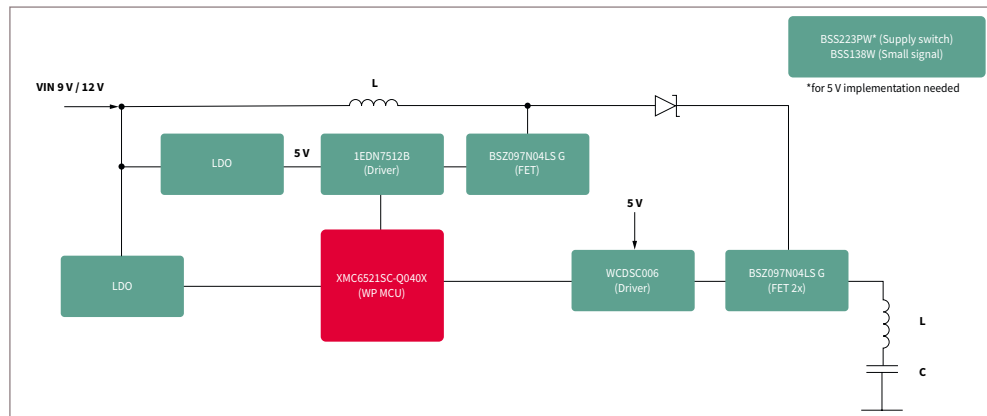 BSS223PW* (Supply switch)
BSS138W (Small signal)
*for 5 V implementation needed
VIN 9 V / 12 V
L
LDO
5 V
1EDN7512B
(Driver)
BSZ097N04LS G
(FET)
5 V
LDO
XMC6521SC-Q040X
(WP MCU)
WCDSC006
(Driver)
BSZ097N04LS G
(FET 2x)
L
C